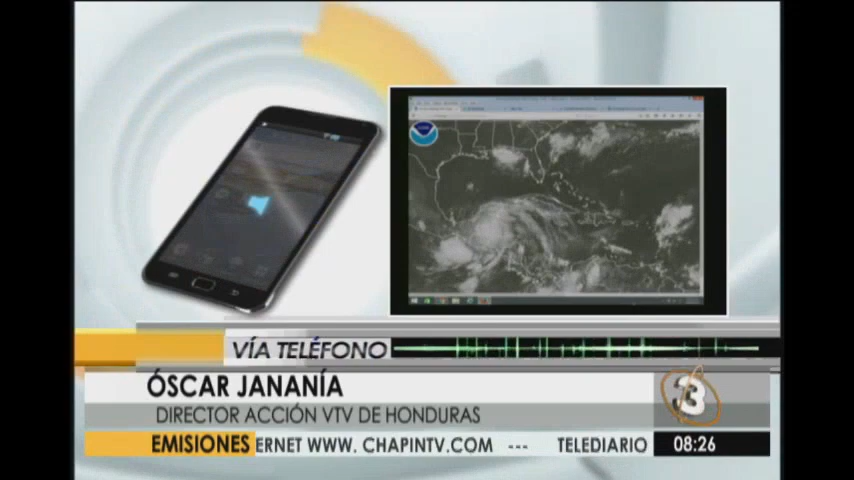 VÍA TELÉFONO
ÓSCAR JANANÍA
DIRECTOR ACCIÓN VTV DE HONDURAS
3
EMISIONES ERNET WWW. CHAPINTV.COM --- TELEDIARIO 08:26